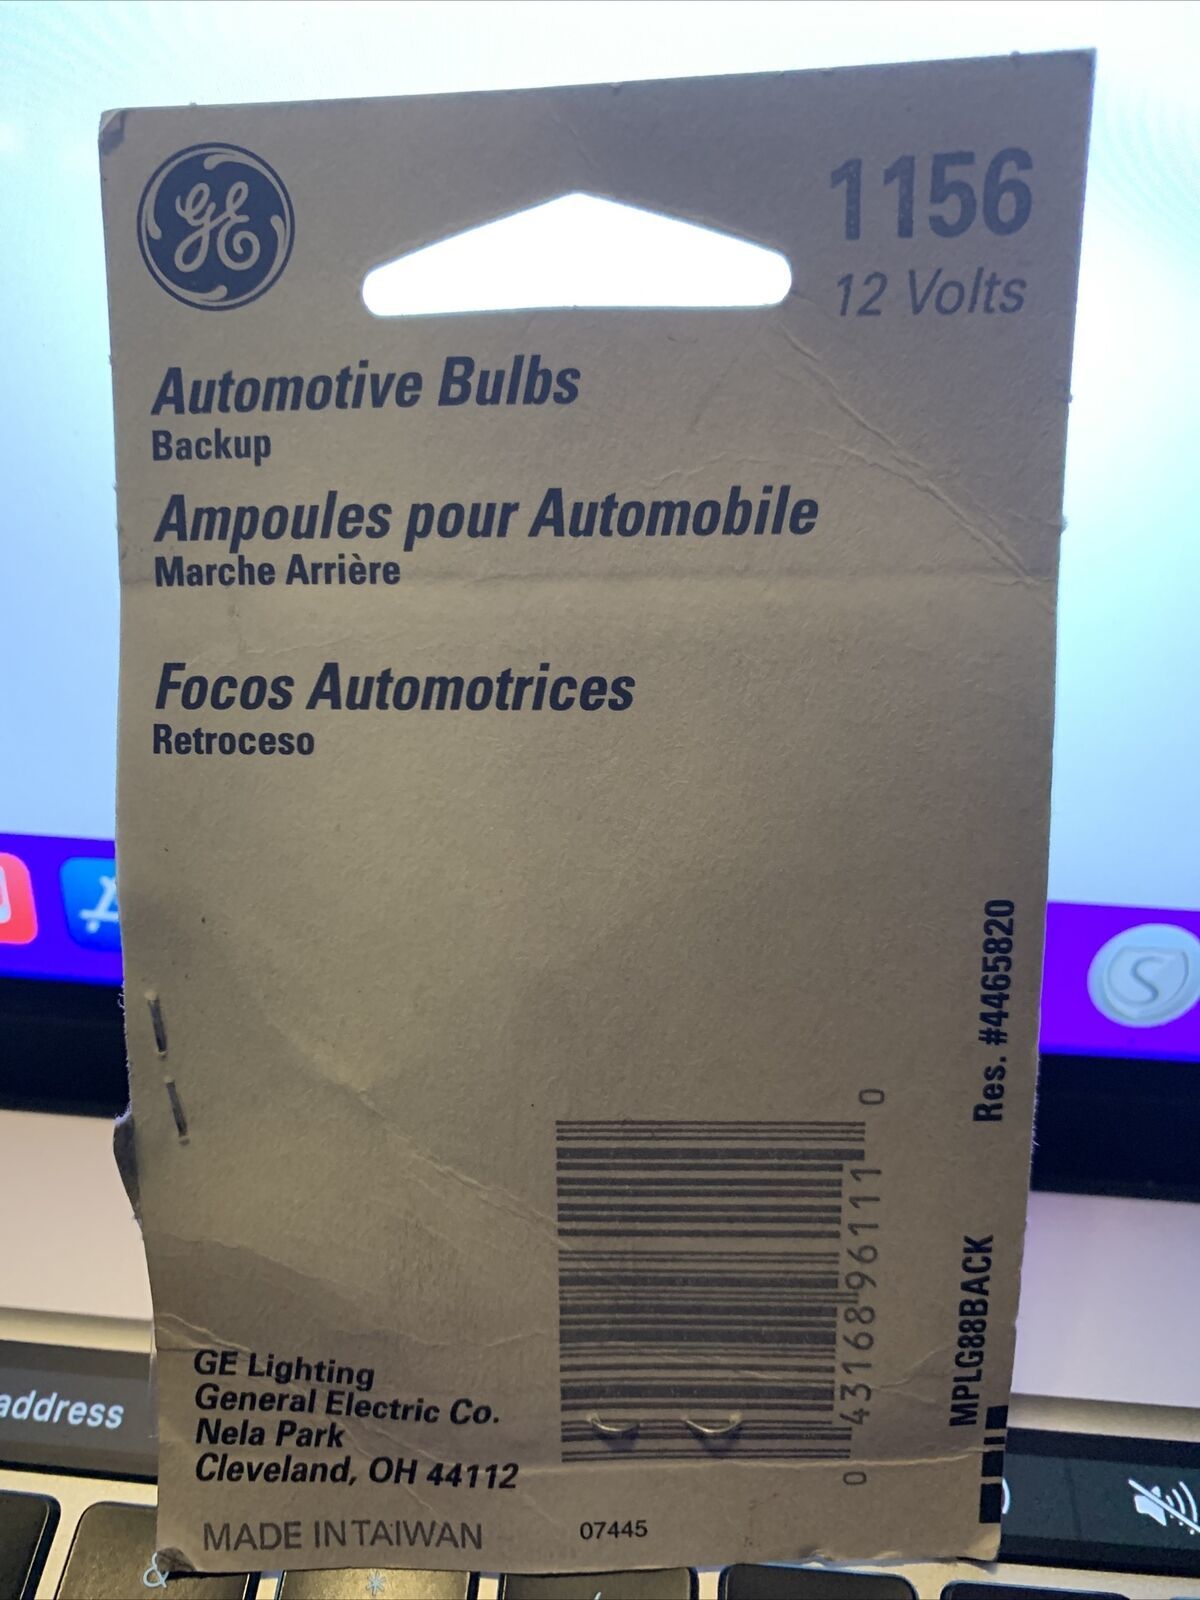 GE
1156
12 Volts
Automotive Bulbs
Backup
Ampoules pour Automobile
Marche Arrière
Focos Automotrices
Retroceso
Res. #4465820
MPLG88BACK
0 43168 96111 0
GE Lighting
General Electric Co.
Nela Park
Cleveland, OH 44112
MADE IN TAIWAN
07445
address
S
&
*